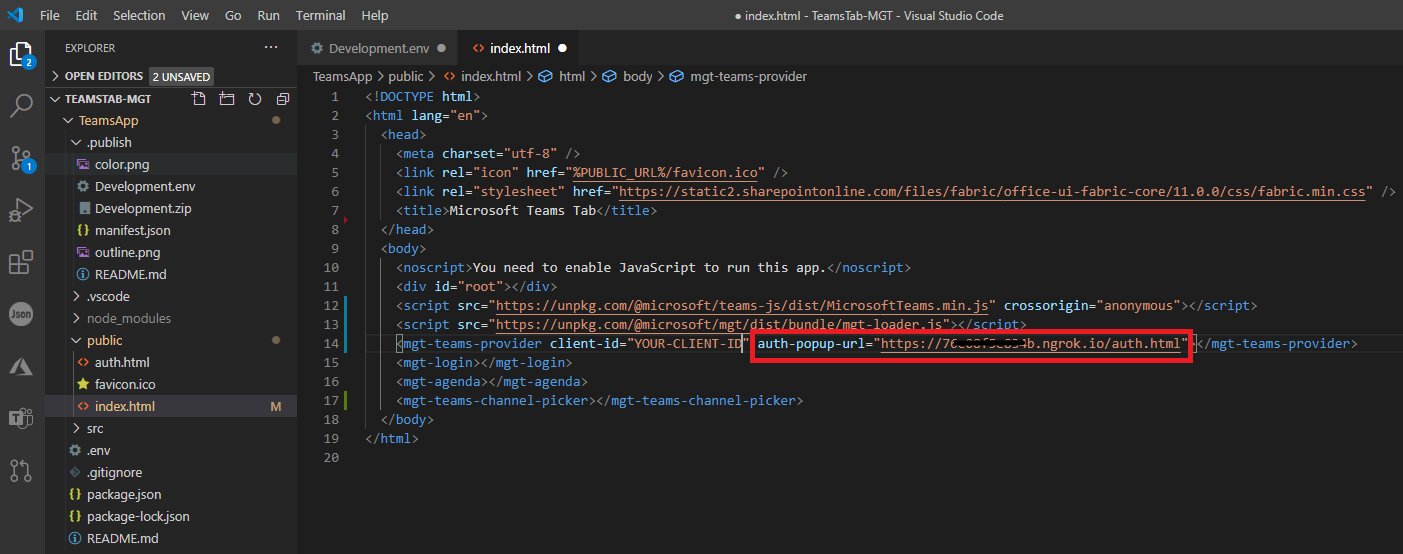 File Edit Selection View Go Run Terminal Help
● index.html - TeamsTab-MGT - Visual Studio Code
EXPLORER
OPEN EDITORS 2 UNSAVED
TEAMSTAB-MGT
TeamsApp
.publish
color.png
Development.env
Development.zip
manifest.json
outline.png
README.md
.vscode
node_modules
public
auth.html
favicon.ico
index.html M
src
.env
.gitignore
package.json
package-lock.json
README.md
2
1
Json
Development.env
index.html
TeamsApp > public > index.html > html > body > mgt-teams-provider
1 <!DOCTYPE html>
2 <html lang="en">
3 <head>
4 <meta charset="utf-8" />
5 <link rel="icon" href="%PUBLIC_URL%/favicon.ico" />
6 <link rel="stylesheet" href="https://static2.sharepointonline.com/files/fabric/office-ui-fabric-core/11.0.0/css/fabric.min.css" />
7 <title>Microsoft Teams Tab</title>
8 </head>
9 <body>
10 <noscript>You need to enable JavaScript to run this app.</noscript>
11 <div id="root"></div>
12 <script src="https://unpkg.com/@microsoft/teams-js/dist/MicrosoftTeams.min.js" crossorigin="anonymous"></script>
13 <script src="https://unpkg.com/@microsoft/mgt/dist/bundle/mgt-loader.js"></script>
14 <mgt-teams-provider client-id="YOUR-CLIENT-ID" auth-popup-url="https://76 b.ngrok.io/auth.html"></mgt-teams-provider>
15 <mgt-login></mgt-login>
16 <mgt-agenda></mgt-agenda>
17 <mgt-teams-channel-picker></mgt-teams-channel-picker>
18 </body>
19 </html>
20